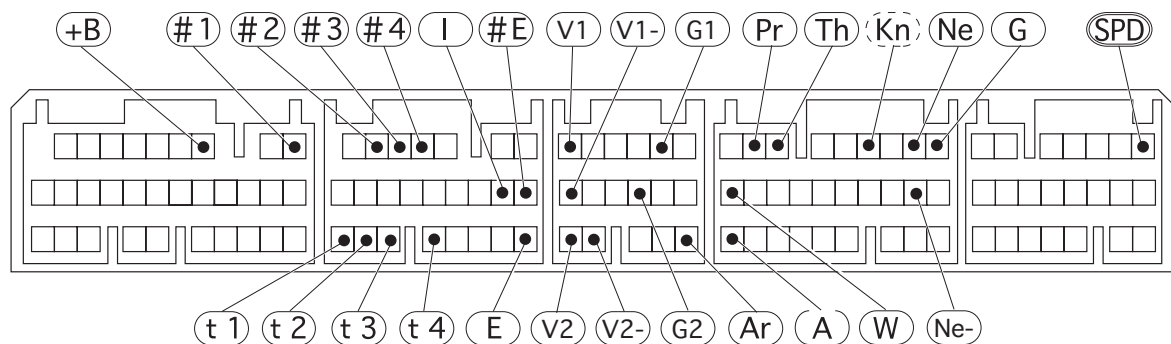 +B #1 #2 #3 #4 I #E V1 V1- G1 Pr Th Kn Ne G SPD
t1 t2 t3 t4 E V2 V2- G2 Ar A W Ne-